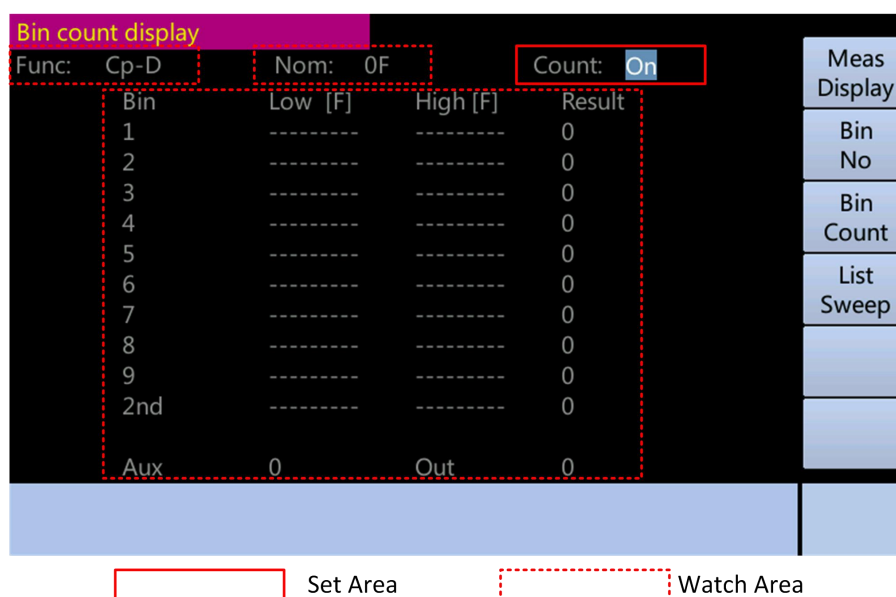 Bin count display
Func: Cp-D Nom: 0F Count: On
Bin Low [F] High [F] Result
1 --------- --------- 0
2 --------- --------- 0
3 --------- --------- 0
4 --------- --------- 0
5 --------- --------- 0
6 --------- --------- 0
7 --------- --------- 0
8 --------- --------- 0
9 --------- --------- 0
2nd --------- --------- 0
Aux 0 Out 0
Meas
Display
Bin
No
Bin
Count
List
Sweep
Set Area Watch Area